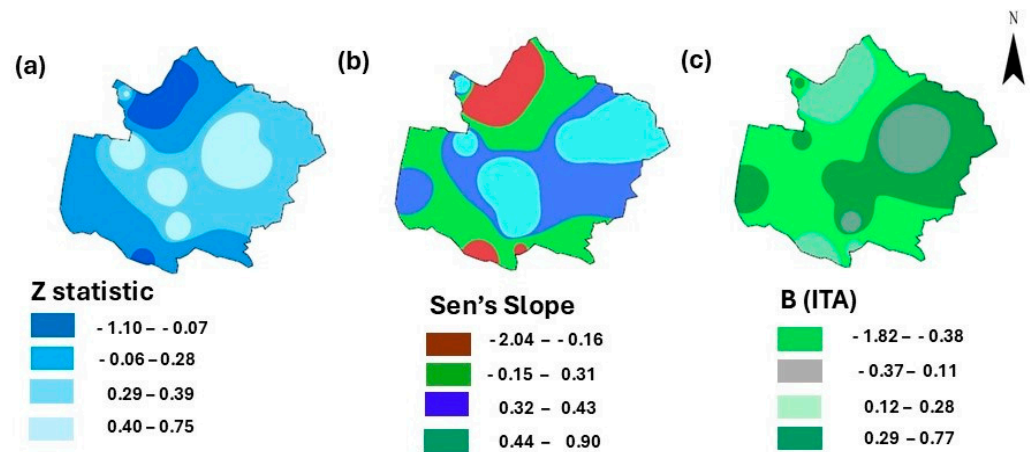 N
(a)
(b)
(c)
Z statistic
- 1.10 – - 0.07
- 0.06 – 0.28
0.29 – 0.39
0.40 – 0.75
Sen’s Slope
- 2.04 – - 0.16
- 0.15 – 0.31
0.32 – 0.43
0.44 – 0.90
B (ITA)
- 1.82 – - 0.38
- 0.37 – 0.11
0.12 – 0.28
0.29 – 0.77